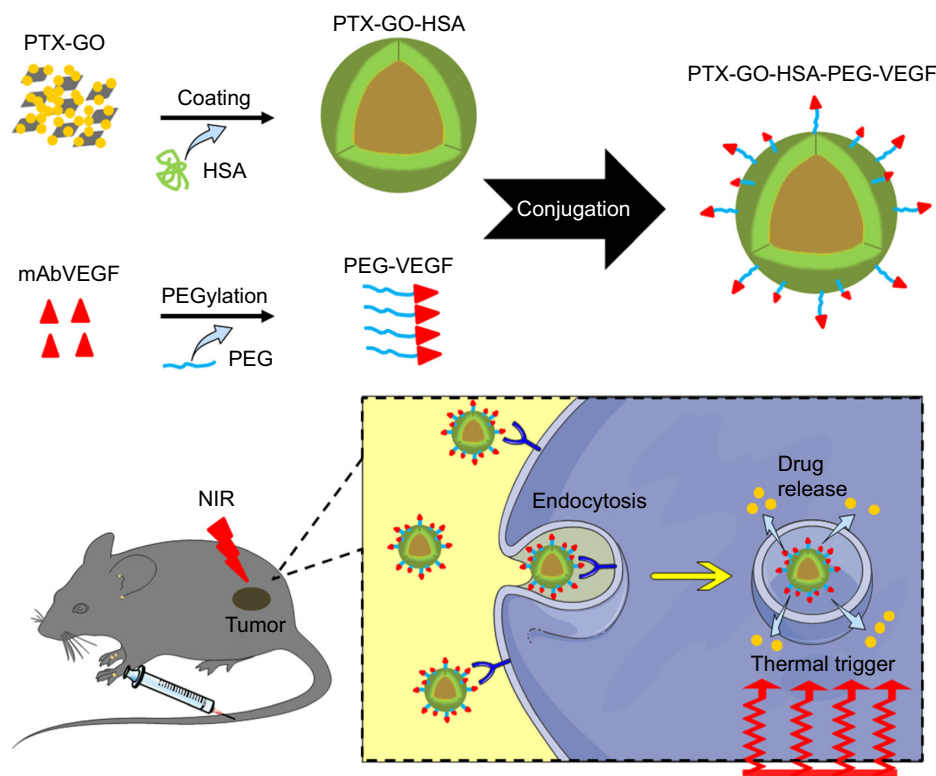 PTX-GO
Coating
HSA
PTX-GO-HSA
Conjugation
PTX-GO-HSA-PEG-VEGF
mAbVEGF
PEGylation
PEG
PEG-VEGF
NIR
Tumor
Endocytosis
Drug
release
Thermal trigger